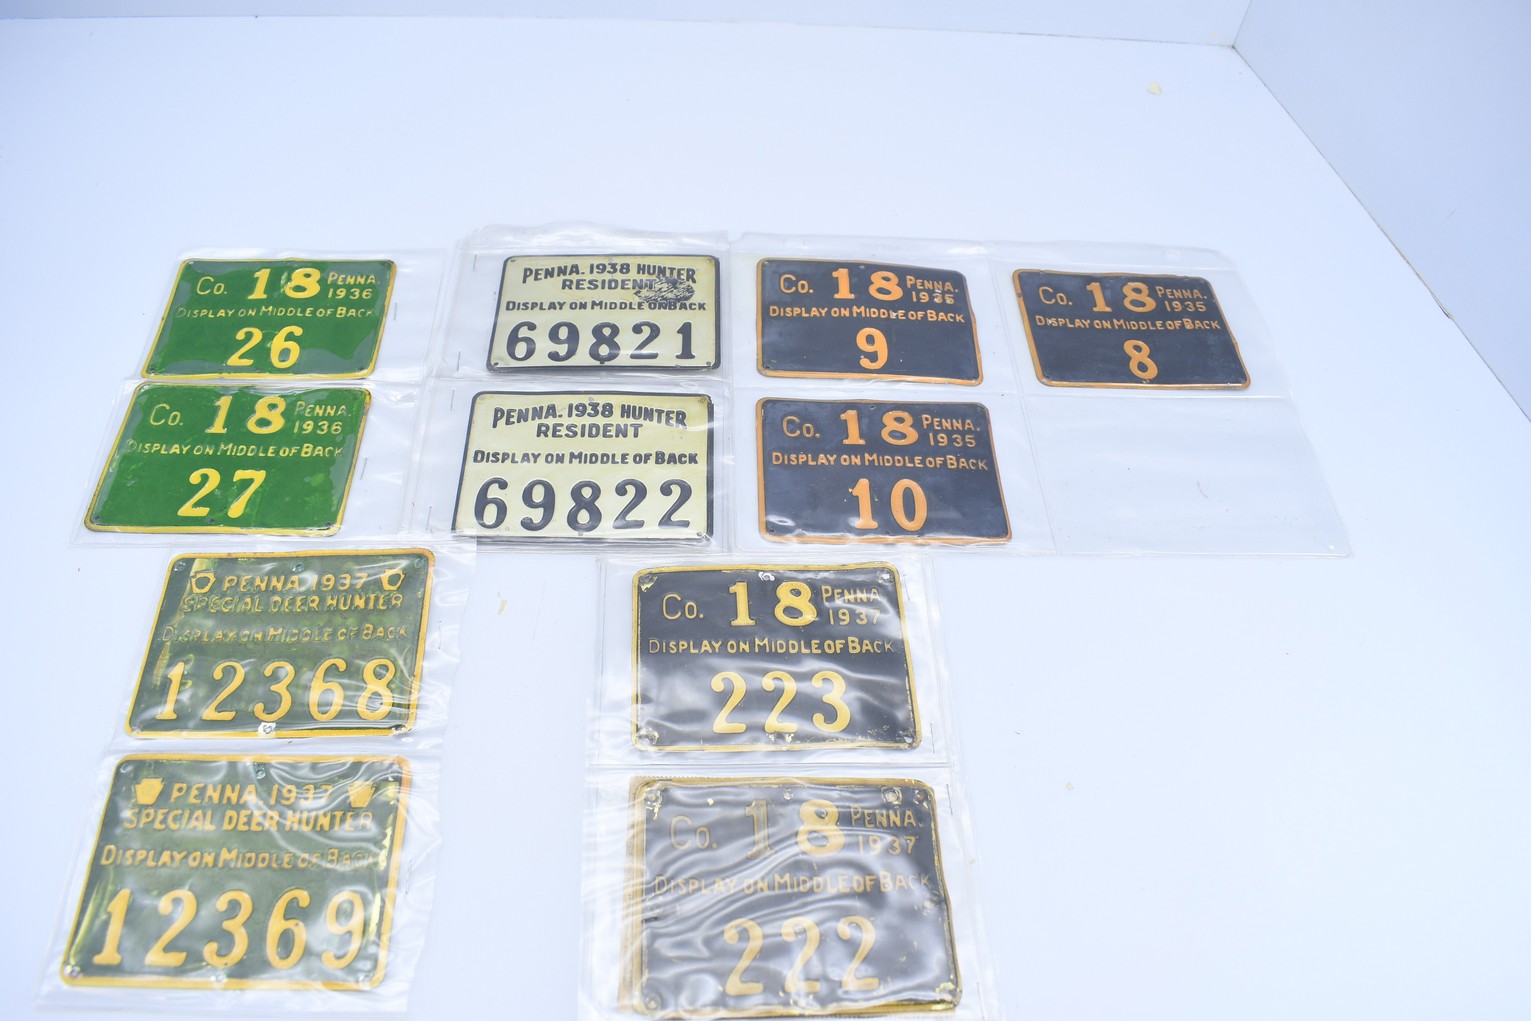 Co. 18 PENNA. 1936
DISPLAY ON MIDDLE OF BACK
26
PENNA. 1938 HUNTER
RESIDENT
DISPLAY ON MIDDLE OF BACK
69821
Co. 18 PENNA. 1935
DISPLAY ON MIDDLE OF BACK
9
Co. 18 PENNA. 1935
DISPLAY ON MIDDLE OF BACK
8
Co. 18 PENNA. 1936
DISPLAY ON MIDDLE OF BACK
27
PENNA. 1938 HUNTER
RESIDENT
DISPLAY ON MIDDLE OF BACK
69822
Co. 18 PENNA. 1935
DISPLAY ON MIDDLE OF BACK
10
PENNA. 1937
SPECIAL DEER HUNTER
DISPLAY ON MIDDLE OF BACK
12368
Co. 18 PENNA. 1937
DISPLAY ON MIDDLE OF BACK
223
PENNA. 1937
SPECIAL DEER HUNTER
DISPLAY ON MIDDLE OF BACK
12369
Co. 18 PENNA. 1937
DISPLAY ON MIDDLE OF BACK
222